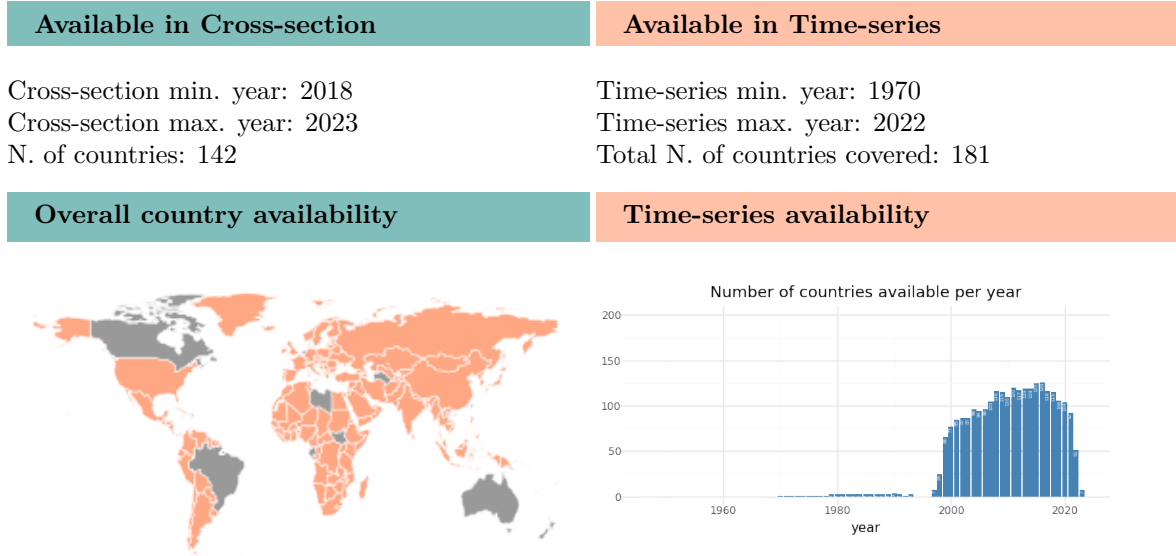 Available in Cross-section
Available in Time-series
Cross-section min. year: 2018
Cross-section max. year: 2023
N. of countries: 142
Time-series min. year: 1970
Time-series max. year: 2022
Total N. of countries covered: 181
Overall country availability
Time-series availability
Number of countries available per year
200
150
100
50
0
1960
1980
2000
2020
year